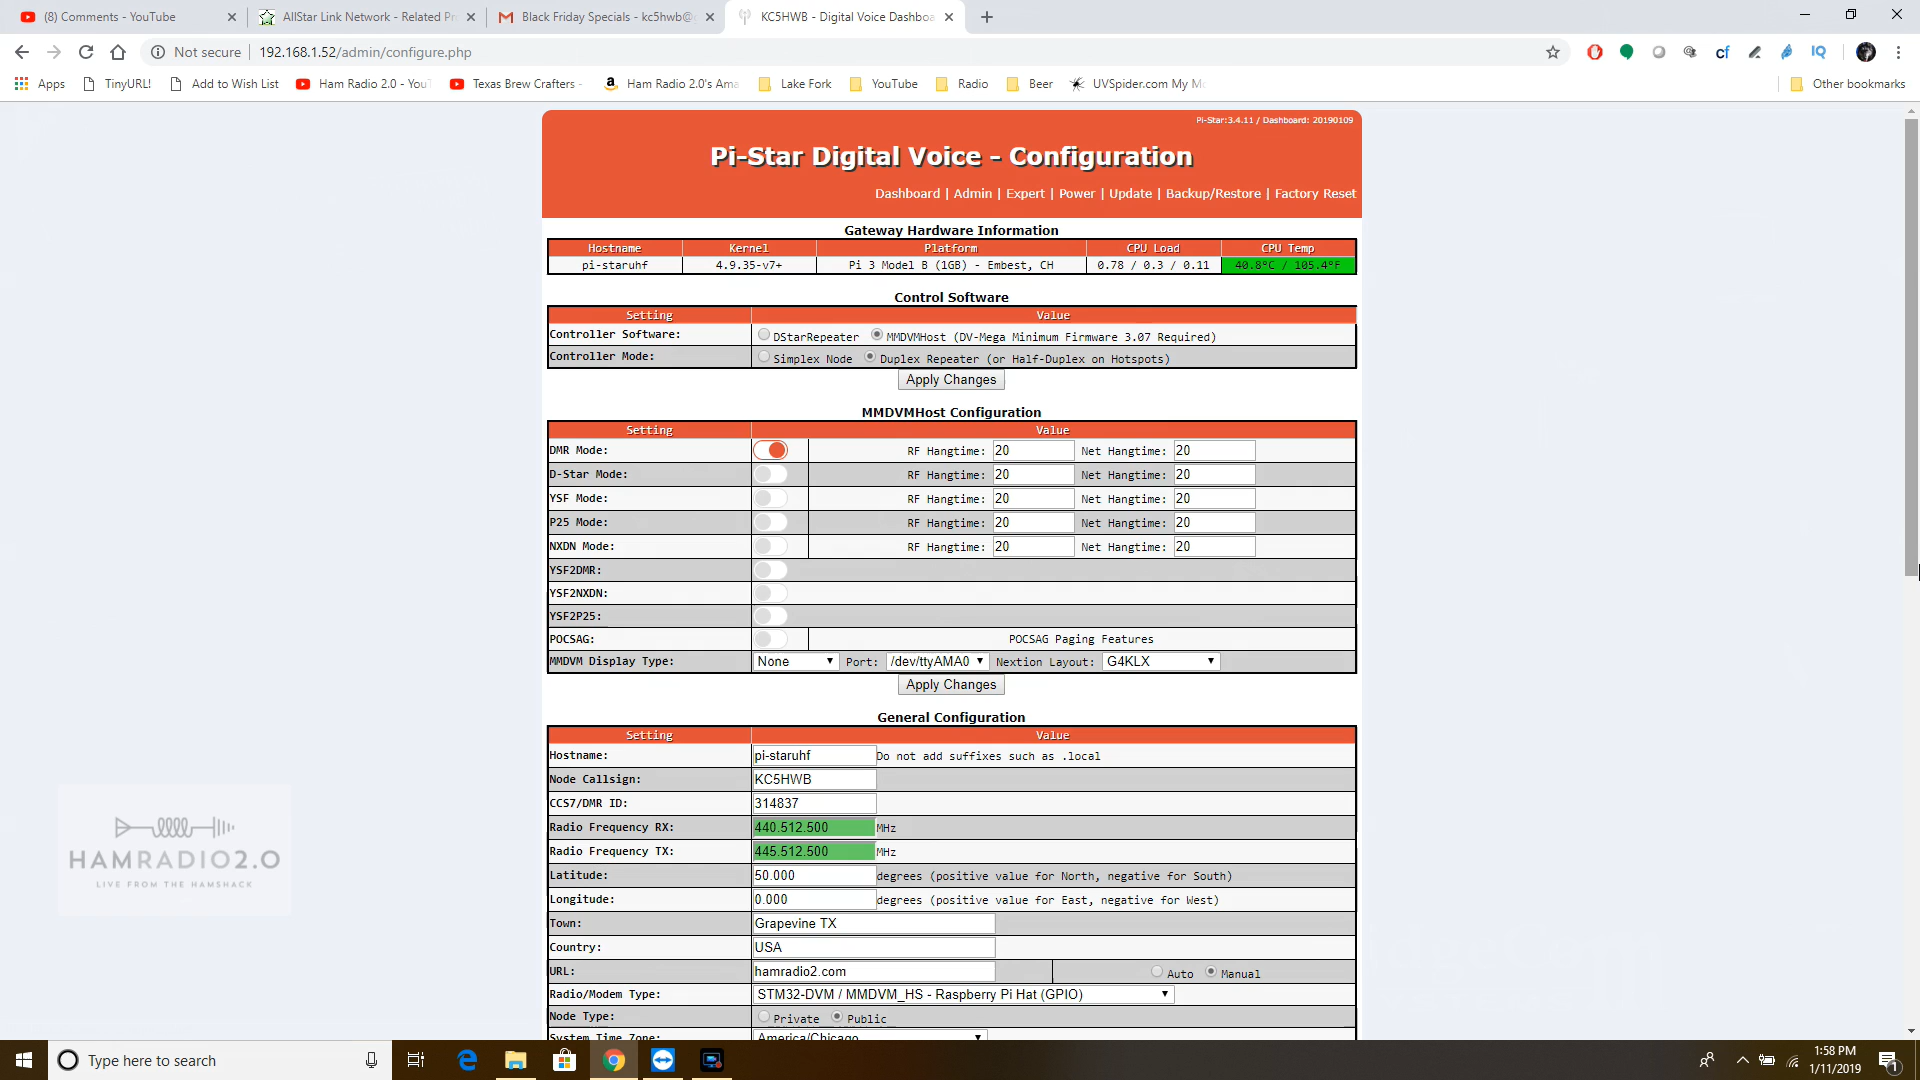 (8) Comments - YouTube
AllStar Link Network - Related Pr
Black Friday Specials - kc5hwb@
KC5HWB - Digital Voice Dashboa
Not secure
192.168.1.52/admin/configure.php
Apps
TinyURL!
Add to Wish List
Ham Radio 2.0 - You
Texas Brew Crafters -
Ham Radio 2.0's Ama
Lake Fork
YouTube
Radio
Beer
UVSpider.com My M
Other bookmarks
Pi-Star:3.4.11 / Dashboard: 20190109
Pi-Star Digital Voice - Configuration
Dashboard | Admin | Expert | Power | Update | Backup/Restore | Factory Reset
Gateway Hardware Information
Hostname Kernel Platform CPU Load CPU Temp
pi-staruhf 4.9.35-v7+ Pi 3 Model B (1GB) - Embest, CH 0.78 / 0.3 / 0.11 40.8°C / 105.4°F
Control Software
Setting Value
Controller Software: DStarRepeater MMDVMHost (DV-Mega Minimum Firmware 3.07 Required)
Controller Mode: Simplex Node Duplex Repeater (or Half-Duplex on Hotspots)
Apply Changes
MMDVMHost Configuration
Setting Value
DMR Mode: RF Hangtime: 20 Net Hangtime: 20
D-Star Mode: RF Hangtime: 20 Net Hangtime: 20
YSF Mode: RF Hangtime: 20 Net Hangtime: 20
P25 Mode: RF Hangtime: 20 Net Hangtime: 20
NXDN Mode: RF Hangtime: 20 Net Hangtime: 20
YSF2DMR:
YSF2NXDN:
YSF2P25:
POCSAG: POCSAG Paging Features
MMDVM Display Type: None Port: /dev/ttyAMA0 Nextion Layout: G4KLX
Apply Changes
General Configuration
Setting Value
Hostname: pi-staruhf Do not add suffixes such as .local
Node Callsign: KC5HWB
CCS7/DMR ID: 314837
Radio Frequency RX: 440.512.500 MHz
Radio Frequency TX: 445.512.500 MHz
Latitude: 50.000 degrees (positive value for North, negative for South)
Longitude: 0.000 degrees (positive value for East, negative for West)
Town: Grapevine TX
Country: USA
URL: hamradio2.com Auto Manual
Radio/Modem Type: STM32-DVM / MMDVM_HS - Raspberry Pi Hat (GPIO)
Node Type: Private Public
System Time Zone: America/Chicago
HAMRADIO2.0
LIVE FROM THE HAMSHACK
Type here to search
1:58 PM
1/11/2019